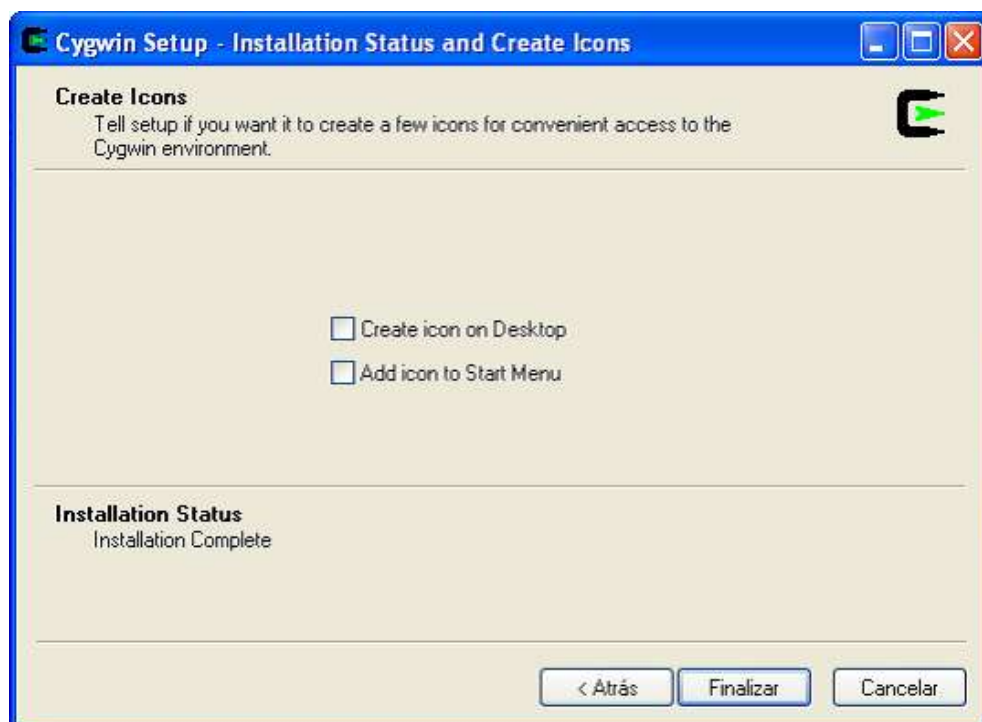 Cygwin Setup - Installation Status and Create Icons
Create Icons
Tell setup if you want it to create a few icons for convenient access to the
Cygwin environment.
Create icon on Desktop
Add icon to Start Menu
Installation Status
Installation Complete
< Atrás Finalizar Cancelar